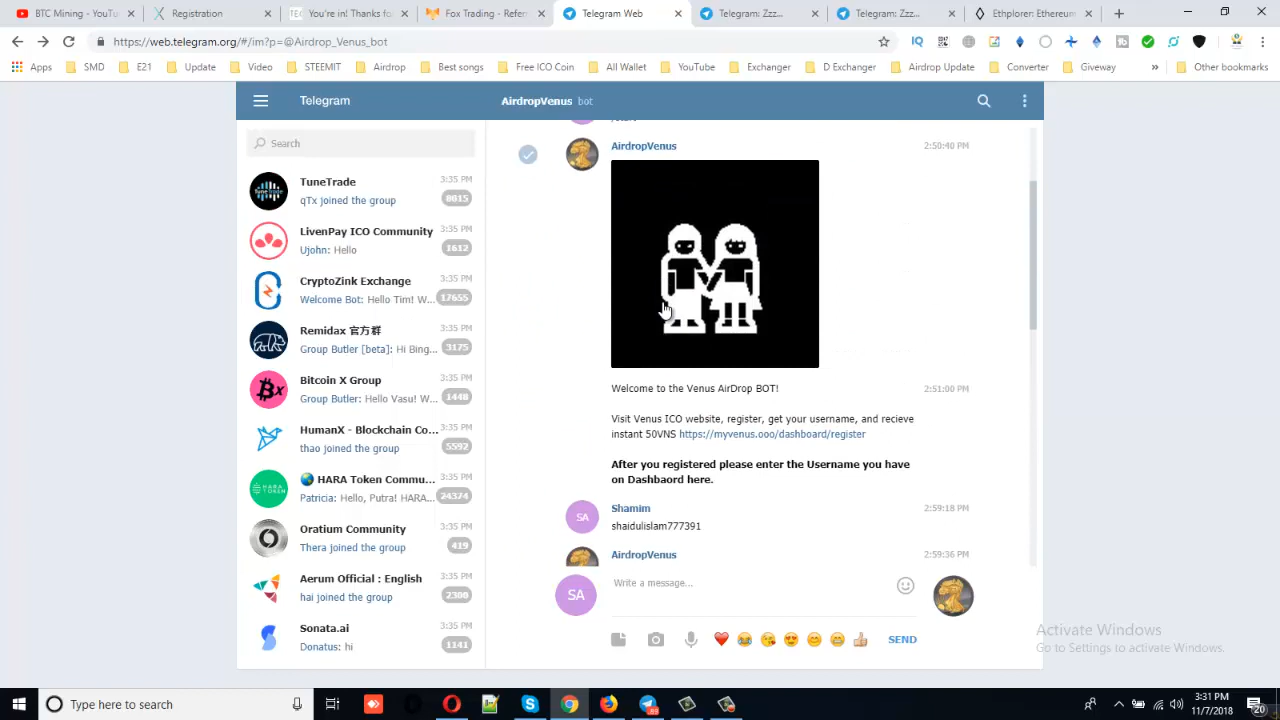 BTC Mining - YouTu
Registration
TEC
Fox Trading - Referr
Telegram Web
Telegram: Zzz...
Telegram: Zzz...
Ethplorer: Ethereum
https://web.telegram.org/#/im?p=@Airdrop_Venus_bot
Apps
SMD
E21
Update
Video
STEEMIT
Airdrop
Best songs
Free ICO Coin
All Wallet
YouTube
Exchanger
D Exchanger
Airdrop Update
Converter
Giveway
»
Other bookmarks
Telegram
AirdropVenus bot
Search
TuneTrade 3:35 PM
qTx joined the group 8015
LivenPay ICO Community 3:35 PM
Ujohn: Hello 1612
CryptoZink Exchange 3:35 PM
Welcome Bot: Hello Tim! W... 17655
Remidax 官方群 3:35 PM
Group Butler [beta]: Hi Bing... 3175
Bitcoin X Group 3:35 PM
Group Butler: Hello Vasu! W... 1448
HumanX - Blockchain Co... 3:35 PM
thao joined the group 5592
HARA Token Commu... 3:35 PM
Patricia: Hello, Putra! HARA... 24374
Oratium Community 3:35 PM
Thera joined the group 419
Aerum Official : English 3:35 PM
hai joined the group 2300
Sonata.ai 3:35 PM
Donatus: hi 1141
AirdropVenus 2:50:40 PM
Welcome to the Venus AirDrop BOT! 2:51:00 PM
Visit Venus ICO website, register, get your username, and recieve
instant 50VNS https://myvenus.ooo/dashboard/register
After you registered please enter the Username you have
on Dashbaord here.
SA
Shamim 2:59:18 PM
shaidulislam777391
AirdropVenus 2:59:36 PM
SA
Write a message...
SEND
Activate Windows
Go to Settings to activate Windows.
Type here to search
3:31 PM
11/7/2018
20